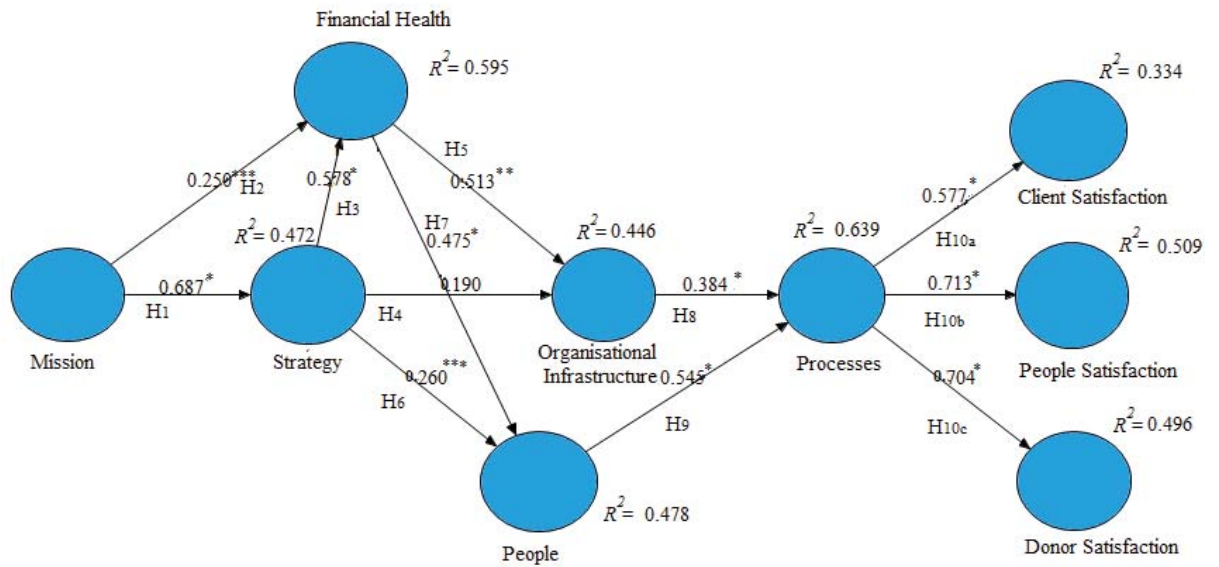 Financial Health
R²= 0.595
R²= 0.334
H5
0.250***
H2
0.578*
0.513**
0.577*
Client Satisfaction
H3
H7
R²= 0.472
0.475*
R²= 0.446
R²= 0.639
H10a
R²= 0.509
0.687*
0.190
0.384 *
0.713*
H1
H4
H8
H10b
Mission
Strategy
Organisational
Infrastructure
Processes
People Satisfaction
0.260***
0.545*
0.704*
H6
H9
H10c
R²= 0.496
R²= 0.478
People
Donor Satisfaction